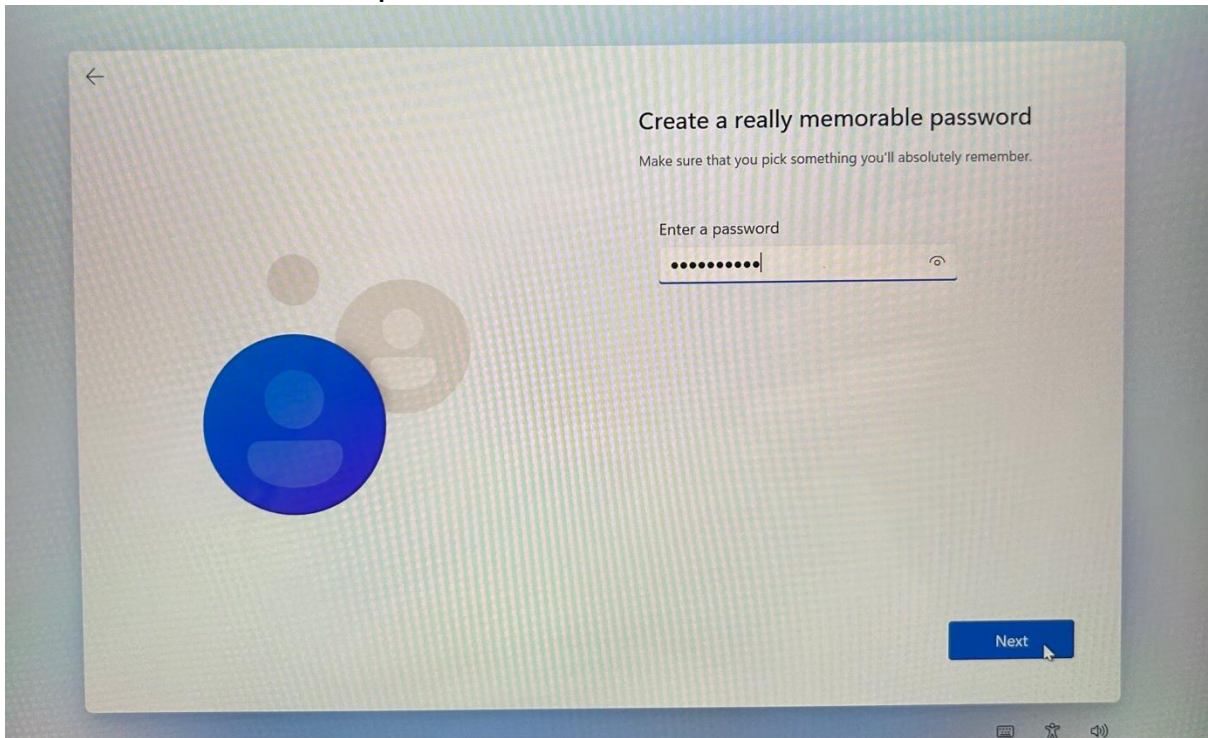 Create a really memorable password
Make sure that you pick something you'll absolutely remember.
Enter a password
••••••••••
Next